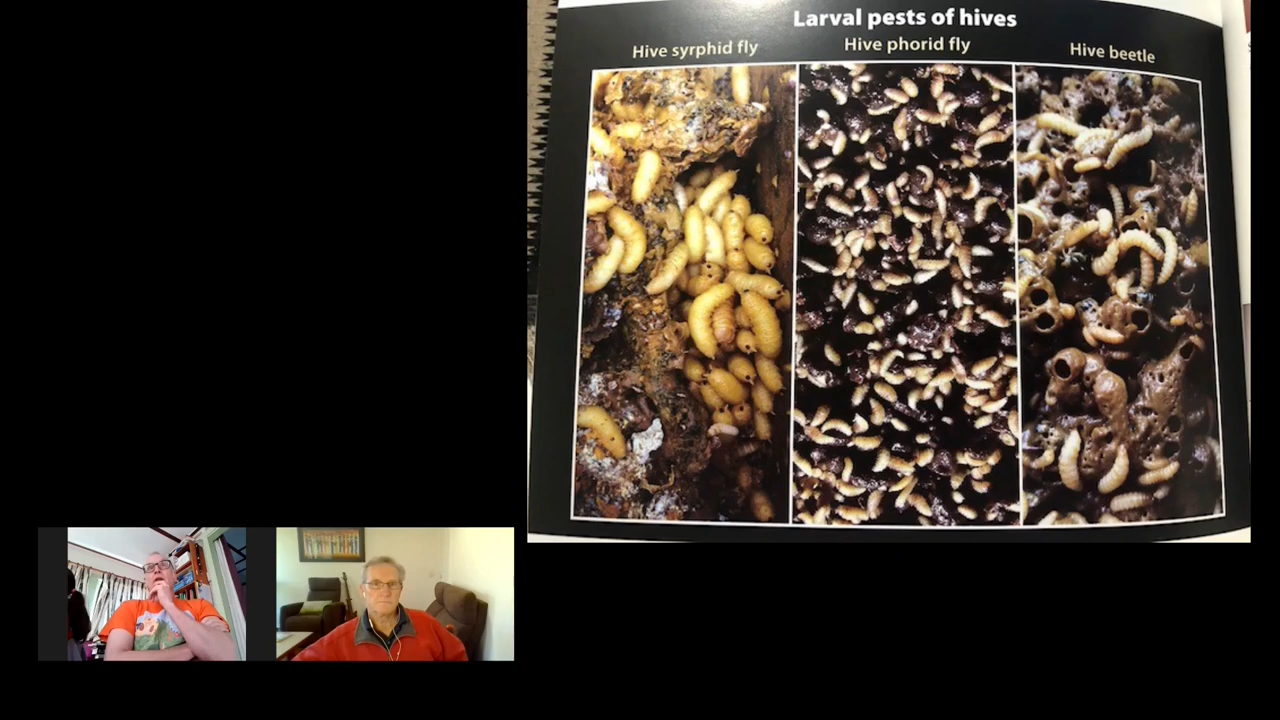 Larval pests of hives
Hive syrphid fly
Hive phorid fly
Hive beetle